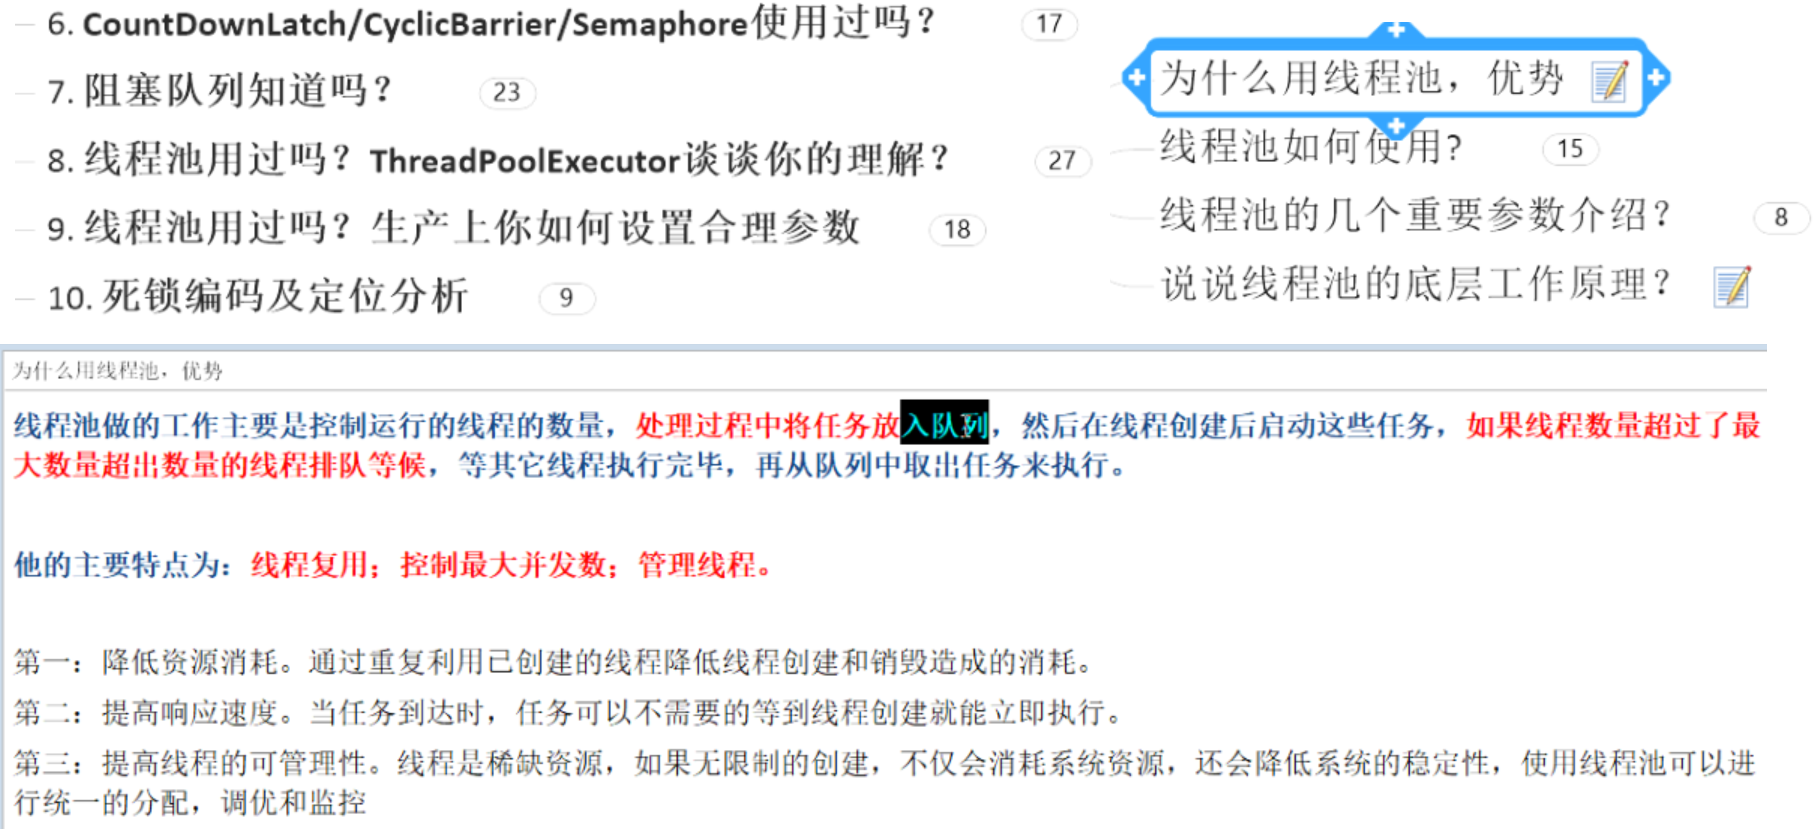 6. CountDownLatch/CyclicBarrier/Semaphore使用过吗？ 17
7. 阻塞队列知道吗？ 23
8. 线程池用过吗？ThreadPoolExecutor谈谈你的理解？ 27
9. 线程池用过吗？生产上你如何设置合理参数 18
10. 死锁编码及定位分析 9
为什么用线程池，优势
线程池如何使用? 15
线程池的几个重要参数介绍？ 8
说说线程池的底层工作原理？
为什么用线程池，优势
线程池做的工作主要是控制运行的线程的数量，处理过程中将任务放入队列，然后在线程创建后启动这些任务，如果线程数量超过了最
大数量超出数量的线程排队等候，等其它线程执行完毕，再从队列中取出任务来执行。
他的主要特点为：线程复用；控制最大并发数；管理线程。
第一：降低资源消耗。通过重复利用已创建的线程降低线程创建和销毁造成的消耗。
第二：提高响应速度。当任务到达时，任务可以不需要的等到线程创建就能立即执行。
第三：提高线程的可管理性。线程是稀缺资源，如果无限制的创建，不仅会消耗系统资源，还会降低系统的稳定性，使用线程池可以进
行统一的分配，调优和监控